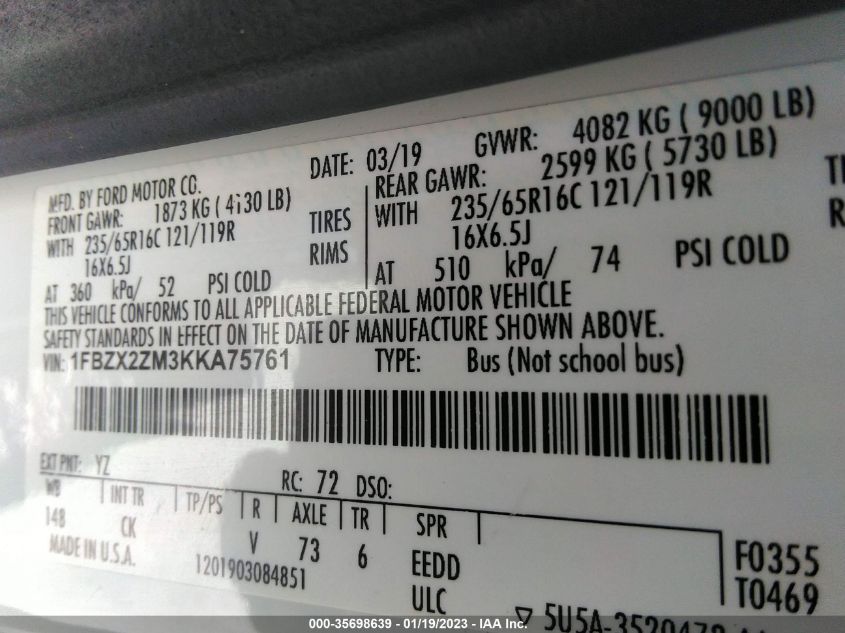 MFD. BY FORD MOTOR CO. DATE: 03/19 GVWR: 4082 KG ( 9000 LB)
FRONT GAWR: 1873 KG ( 4130 LB) REAR GAWR: 2599 KG ( 5730 LB)
WITH 235/65R16C 121/119R TIRES WITH 235/65R16C 121/119R
16X6.5J RIMS 16X6.5J
AT 360 kPa/ 52 PSI COLD AT 510 kPa/ 74 PSI COLD
THIS VEHICLE CONFORMS TO ALL APPLICABLE FEDERAL MOTOR VEHICLE
SAFETY STANDARDS IN EFFECT ON THE DATE OF MANUFACTURE SHOWN ABOVE.
VIN: 1FBZX2ZM3KKA75761 TYPE: Bus (Not school bus)
EXT PNT: YZ RC: 72 DSO:
WB INT TR TP/PS R AXLE TR SPR
148 CK V 73 6 EEDD F0355
MADE IN U.S.A. 1201903084851 ULC T0469
000-35698639 - 01/19/2023 - IAA Inc.